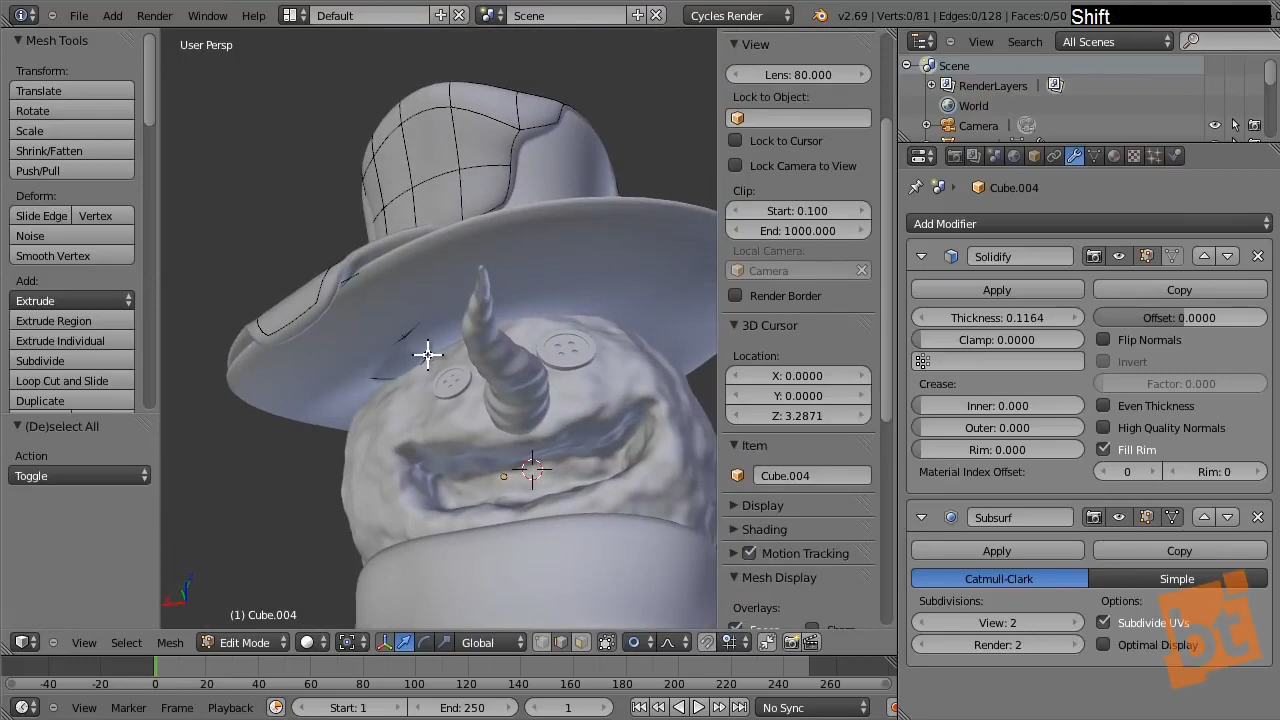 File Add Render Window Help Default Scene Cycles Render v2.69 | Verts:0/81 | Edges:0/128 | Faces:0/50 Shift
Mesh Tools
Transform:
Translate
Rotate
Scale
Shrink/Fatten
Push/Pull
Deform:
Slide Edge Vertex
Noise
Smooth Vertex
Add:
Extrude
Extrude Region
Extrude Individual
Subdivide
Loop Cut and Slide
Duplicate
(De)select All
Action
Toggle
User Persp
(1) Cube.004
View
Lens: 80.000
Lock to Object:
Lock to Cursor
Lock Camera to View
Clip:
Start: 0.100
End: 1000.000
Local Camera:
Camera
Render Border
3D Cursor
Location:
X: 0.0000
Y: 0.0000
Z: 3.2871
Item
Cube.004
Display
Shading
Motion Tracking
Mesh Display
Overlays:
View Search All Scenes
Scene
RenderLayers
World
Camera
Cube.004
Add Modifier
Solidify
Apply Copy
Thickness: 0.1164 Offset: 0.0000
Clamp: 0.0000 Flip Normals
Invert
Crease: Factor: 0.000
Inner: 0.000 Even Thickness
Outer: 0.000 High Quality Normals
Rim: 0.000 Fill Rim
Material Index Offset: 0 Rim: 0
Subsurf
Apply Copy
Catmull-Clark Simple
Subdivisions: Options:
View: 2 Subdivide UVs
Render: 2 Optimal Display
pt
View Select Mesh Edit Mode Global
-40 -20 0 20 40 60 80 100 120 140 160 180 200 220 240 260
View Marker Frame Playback Start: 1 End: 250 1 No Sync